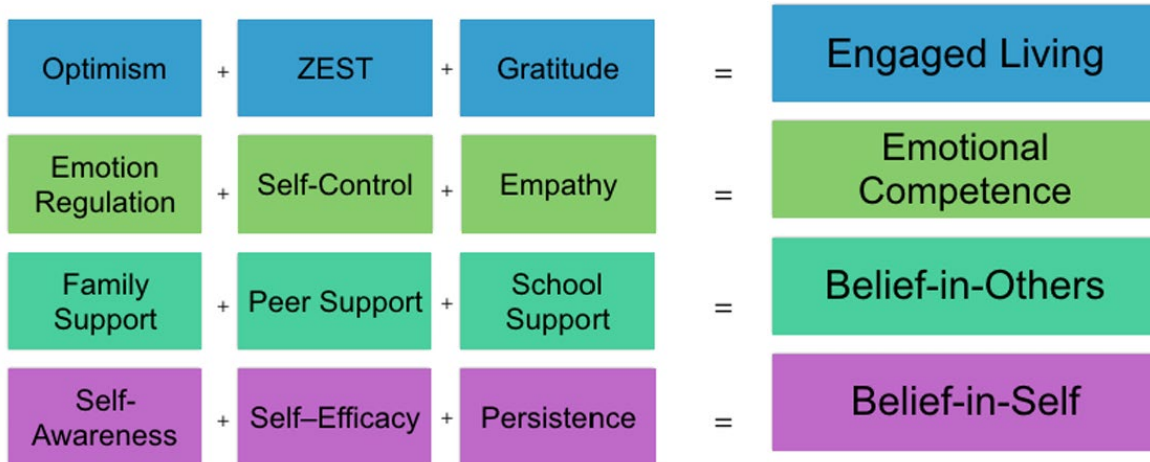 Optimism + ZEST + Gratitude = Engaged Living
Emotion
Regulation + Self-Control + Empathy = Emotional
Competence
Family
Support + Peer Support + School
Support = Belief-in-Others
Self-
Awareness + Self–Efficacy + Persistence = Belief-in-Self